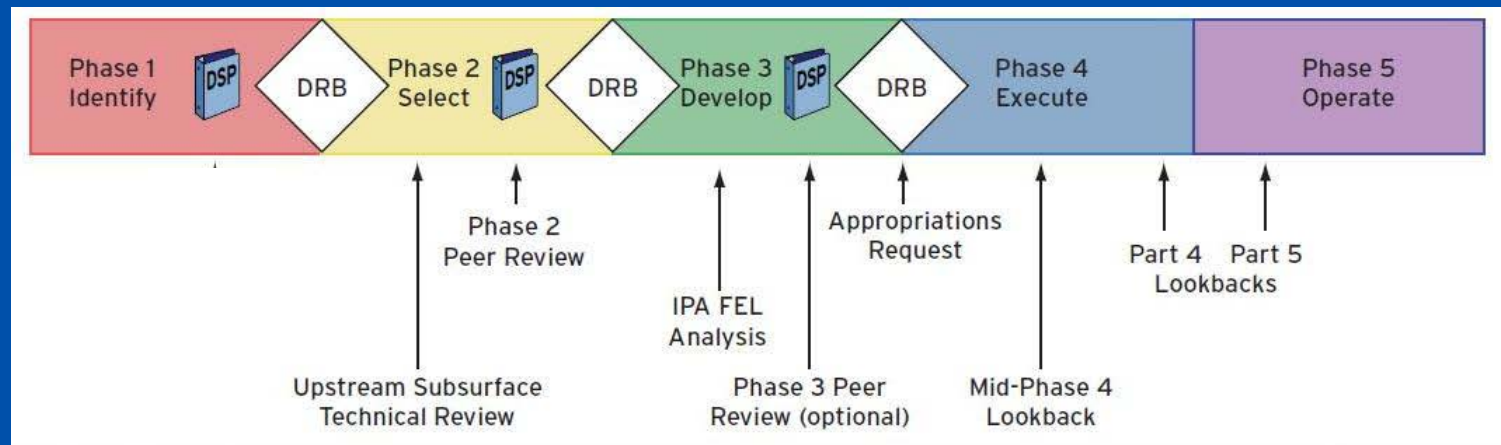 Phase 1
Identify
DSP
DRB
Phase 2
Select
DSP
DRB
Phase 3
Develop
DSP
DRB
Phase 4
Execute
Phase 5
Operate
Phase 2
Peer Review
Appropriations
Request
Part 4 Part 5
Lookbacks
IPA FEL
Analysis
Upstream Subsurface
Technical Review
Phase 3 Peer
Review (optional)
Mid-Phase 4
Lookback